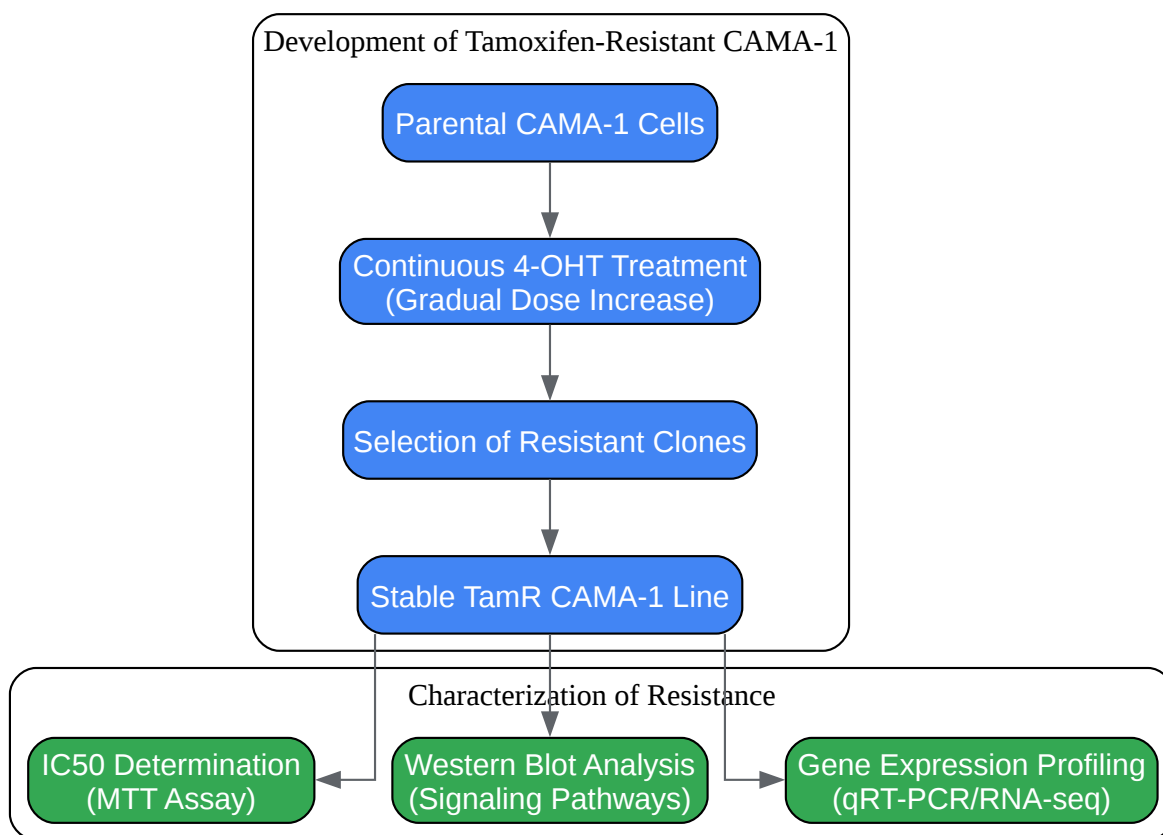 Development of Tamoxifen-Resistant CAMA-1
Parental CAMA-1 Cells
Continuous 4-OHT Treatment
(Gradual Dose Increase)
Selection of Resistant Clones
Stable TamR CAMA-1 Line
Characterization of Resistance
IC50 Determination
(MTT Assay)
Western Blot Analysis
(Signaling Pathways)
Gene Expression Profiling
(qRT-PCR/RNA-seq)